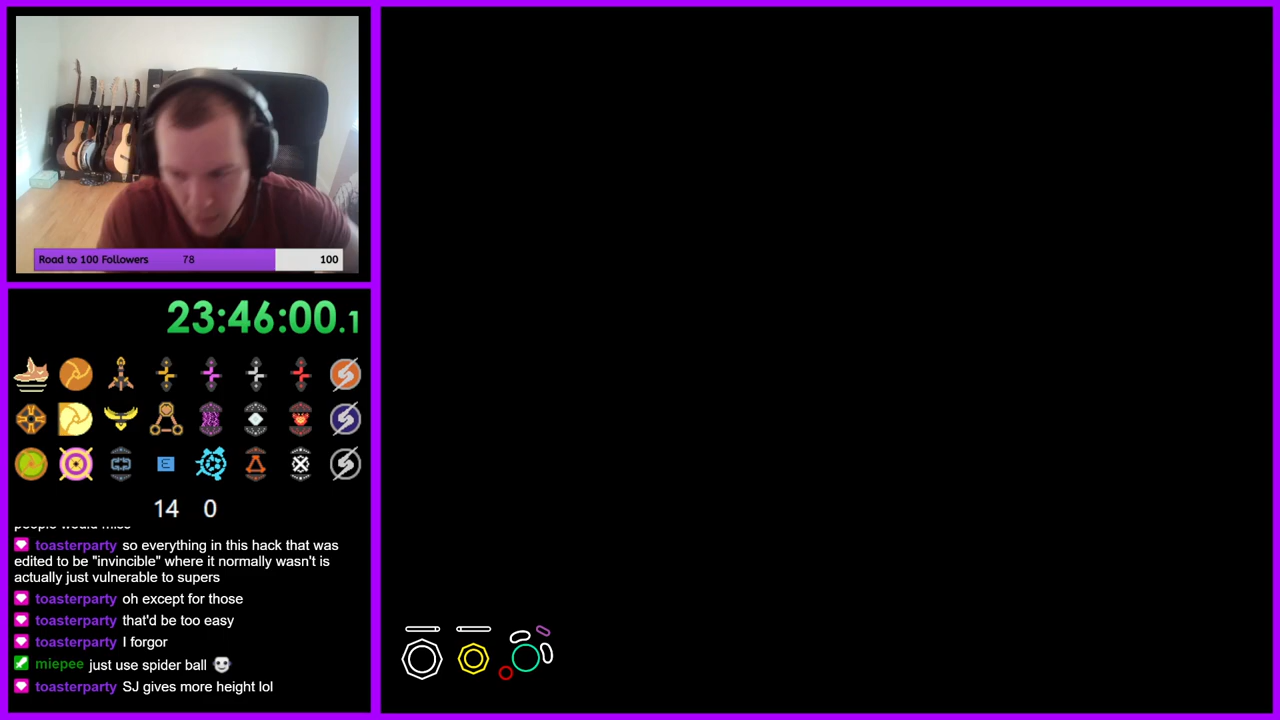 Road to 100 Followers 78 100
23:46:00.1
14 0
people would miss
toasterparty so everything in this hack that was
edited to be "invincible" where it normally wasn't is
actually just vulnerable to supers
toasterparty oh except for those
toasterparty that'd be too easy
toasterparty I forgor
miepee just use spider ball
toasterparty SJ gives more height lol